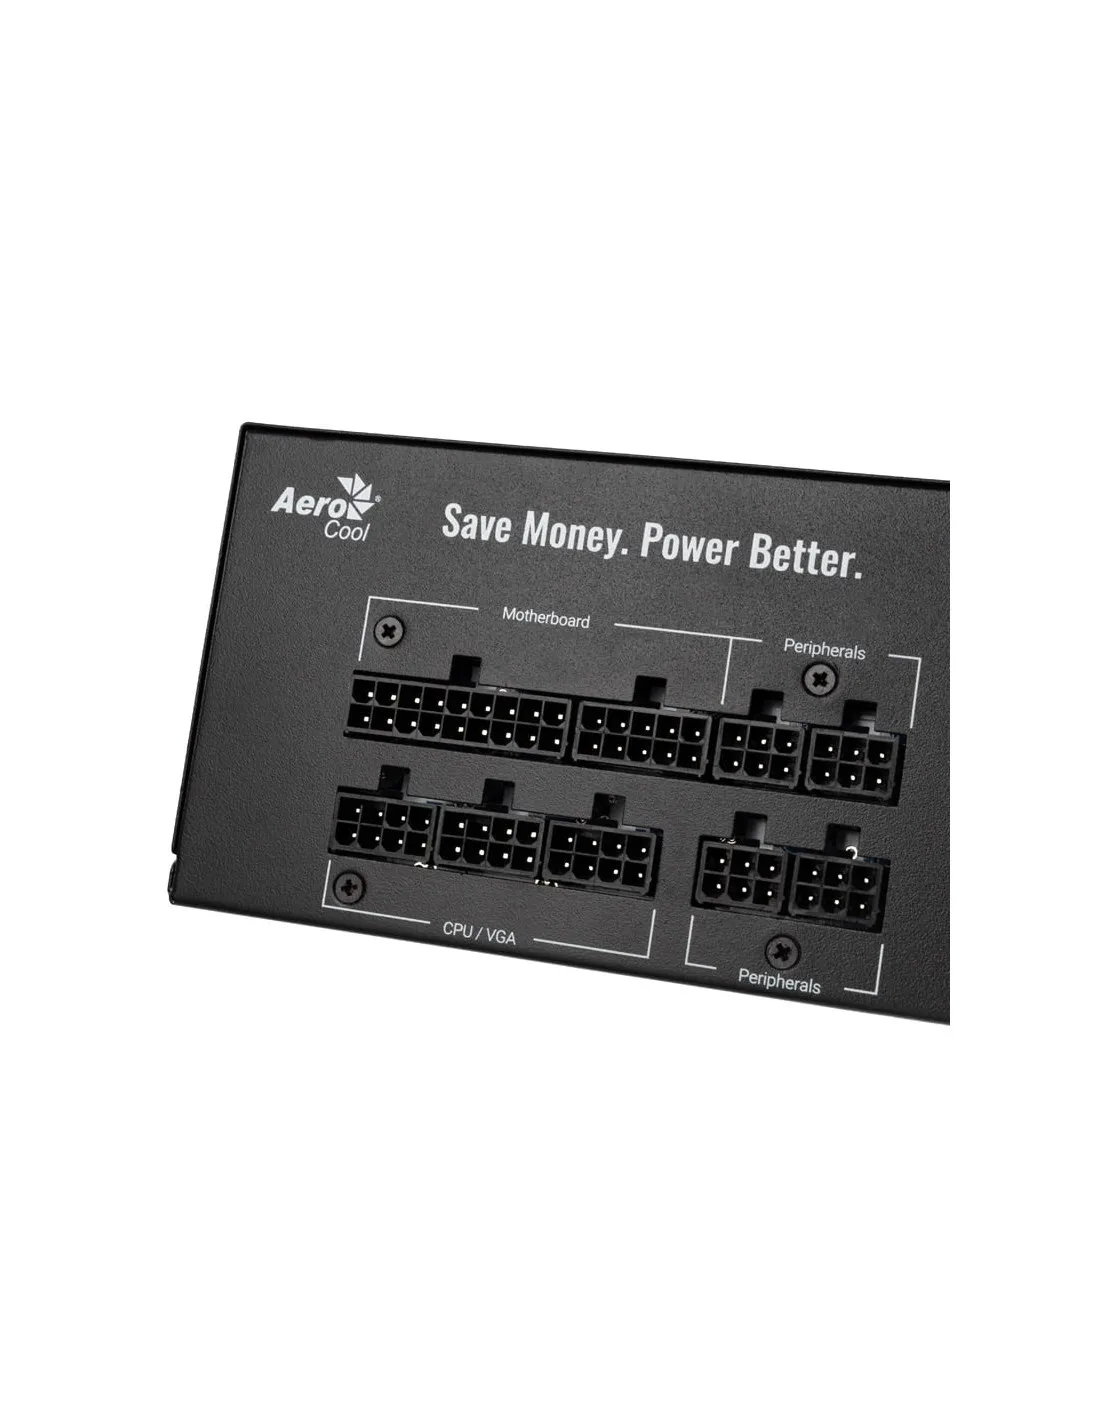 Aero
Cool
®
Save Money. Power Better.
Motherboard
Peripherals
CPU / VGA
Peripherals